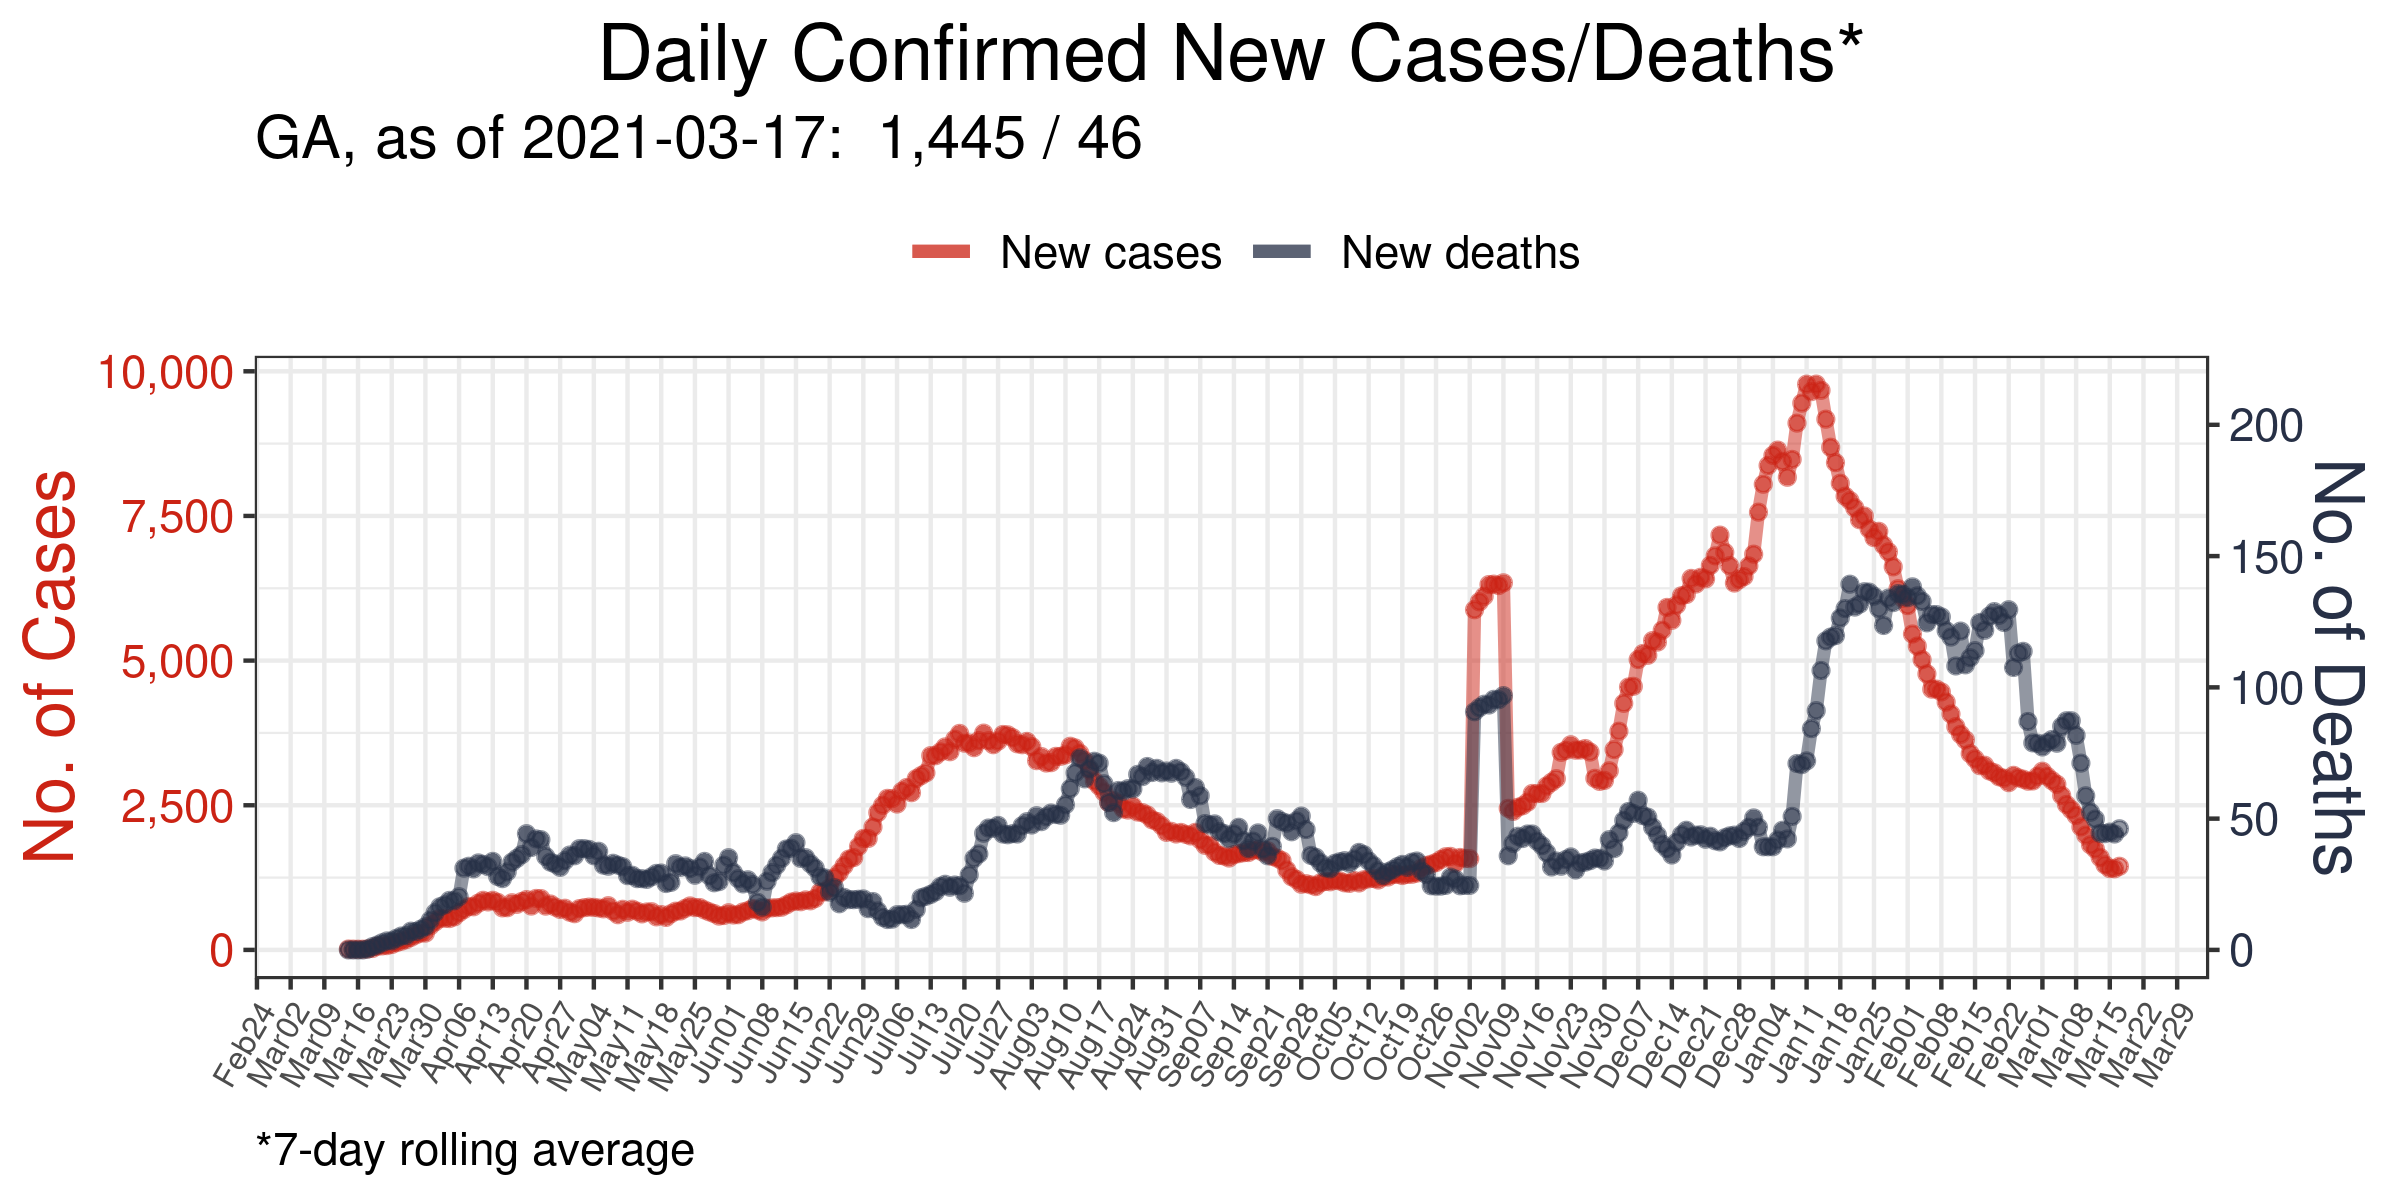 Daily Confirmed New Cases/Deaths*
GA, as of 2021-03-17:  1,445 / 46
New cases
New deaths
No. of Cases
10,000
7,500
5,000
2,500
0
200
150
100
50
0
No. of Deaths
Feb24
Mar02
Mar09
Mar16
Mar23
Mar30
Apr06
Apr13
Apr20
Apr27
May04
May11
May18
May25
Jun01
Jun08
Jun15
Jun22
Jun29
Jul06
Jul13
Jul20
Jul27
Aug03
Aug10
Aug17
Aug24
Aug31
Sep07
Sep14
Sep21
Sep28
Oct05
Oct12
Oct19
Oct26
Nov02
Nov09
Nov16
Nov23
Nov30
Dec07
Dec14
Dec21
Dec28
Jan04
Jan11
Jan18
Jan25
Feb01
Feb08
Feb15
Feb22
Mar01
Mar08
Mar15
Mar22
Mar29
*7-day rolling average